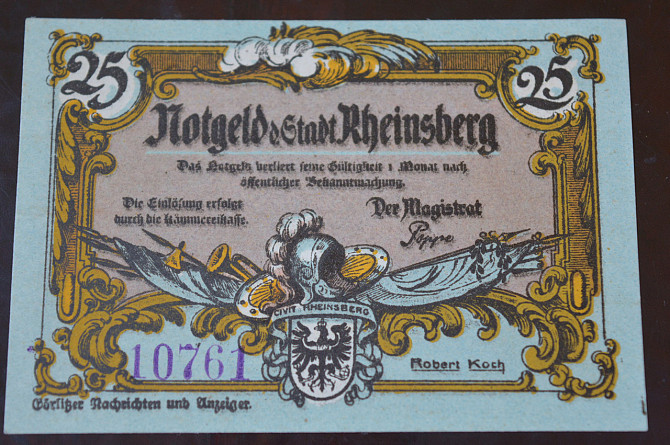 25
25
Notgeld d. Stadt Rheinsberg
Das Notgeld verliert seine Gültigkeit 1 Monat nach
öffentlicher Bekanntmachung.
Die Einlösung erfolgt
durch die Kämmereikasse.
Der Magistrat
Poppe
CIVIT RHEINSBERG
10761
Robert Koch
Görlitzer Nachrichten und Anzeiger.